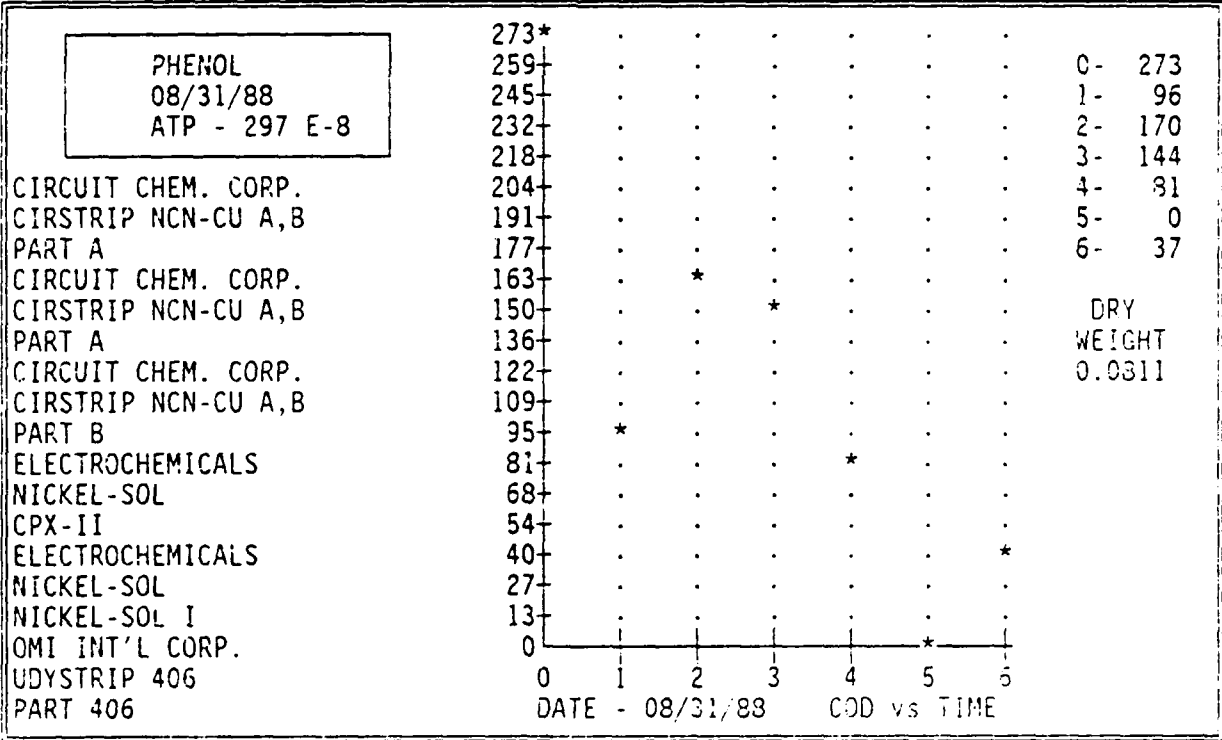 PHENOL
08/31/88
ATP - 297 E-8
CIRCUIT CHEM. CORP.
CIRSTRIP NCN-CU A,B
PART A
CIRCUIT CHEM. CORP.
CIRSTRIP NCN-CU A,B
PART A
CIRCUIT CHEM. CORP.
CIRSTRIP NCN-CU A,B
PART B
ELECTROCHEMICALS
NICKEL-SOL
CPX-II
ELECTROCHEMICALS
NICKEL-SOL
NICKEL-SOL I
OMI INT'L CORP.
UDYSTRIP 406
PART 406
273
259
245
232
218
204
191
177
163
150
136
122
109
95
81
68
54
40
27
13
0
0 1 2 3 4 5 6
DATE - 08/31/88 COD vs TIME
0- 273
1- 96
2- 170
3- 144
4- 81
5- 0
6- 37
DRY
WEIGHT